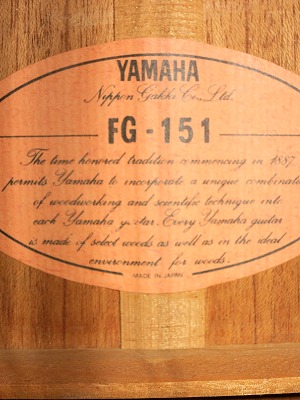 YAMAHA
Nippon Gakki Co., Ltd.
FG-151
The time honored tradition commencing in 1887
permits Yamaha to incorporate a unique combinatio
of woodworking and scientific technique into
each Yamaha guitar. Every Yamaha guitar
is made of select woods as well as in the ideal
environment for woods.
MADE IN JAPAN